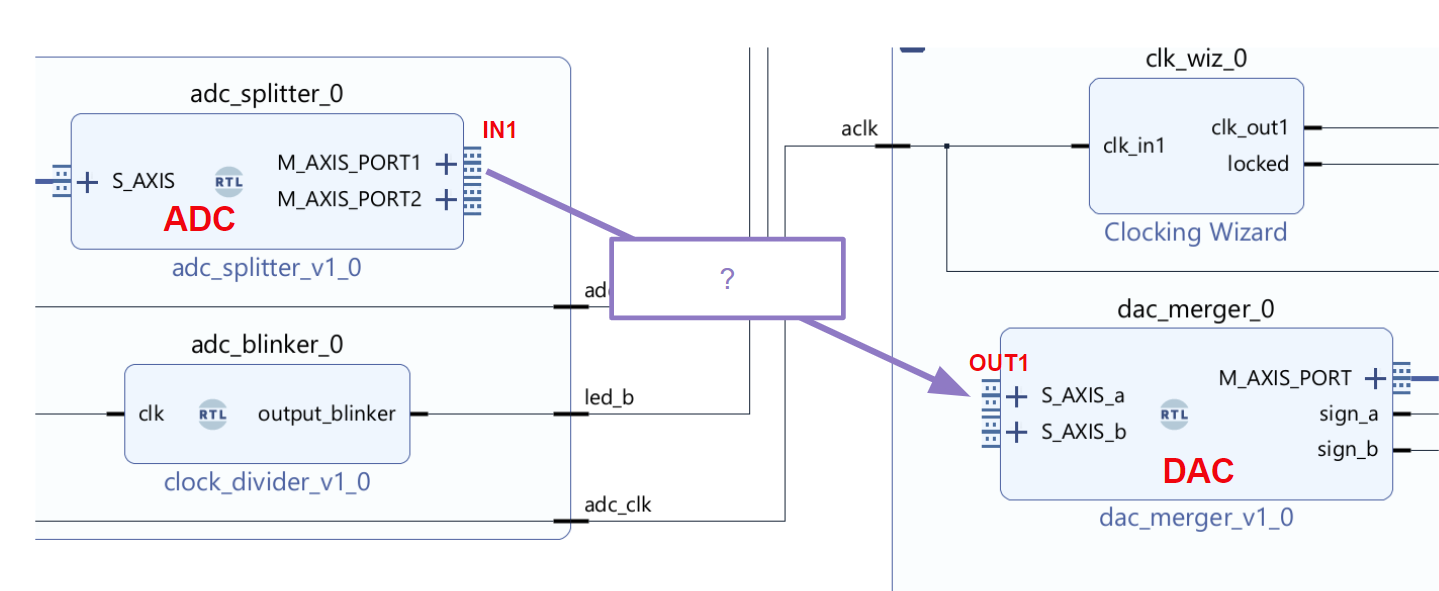 adc_splitter_0
IN1
S_AXIS
RTL
M_AXIS_PORT1
M_AXIS_PORT2
ADC
adc_splitter_v1_0
adc_blinker_0
clk
RTL
output_blinker
clock_divider_v1_0
led_b
adc_clk
?
aclk
clk_wiz_0
clk_in1
clk_out1
locked
Clocking Wizard
dac_merger_0
OUT1
S_AXIS_a
S_AXIS_b
RTL
M_AXIS_PORT
sign_a
sign_b
DAC
dac_merger_v1_0